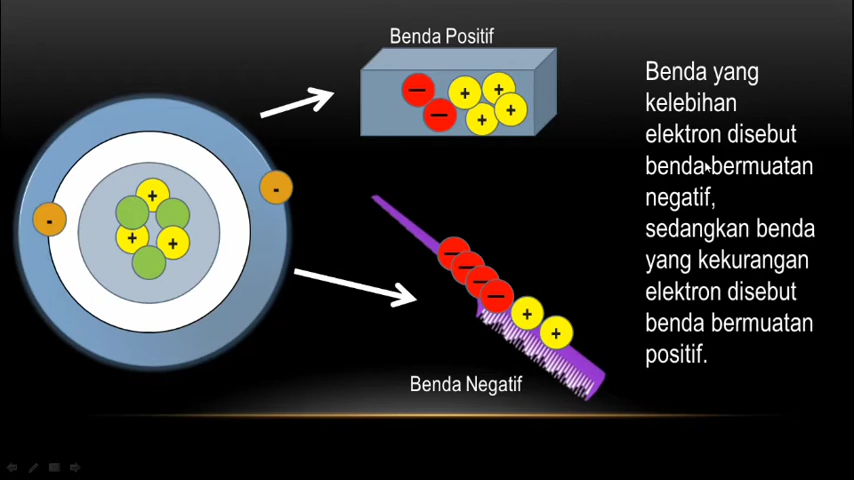 Benda Positif
Benda yang
kelebihan
elektron disebut
benda bermuatan
negatif,
sedangkan benda
yang kekurangan
elektron disebut
benda bermuatan
positif.
Benda Negatif